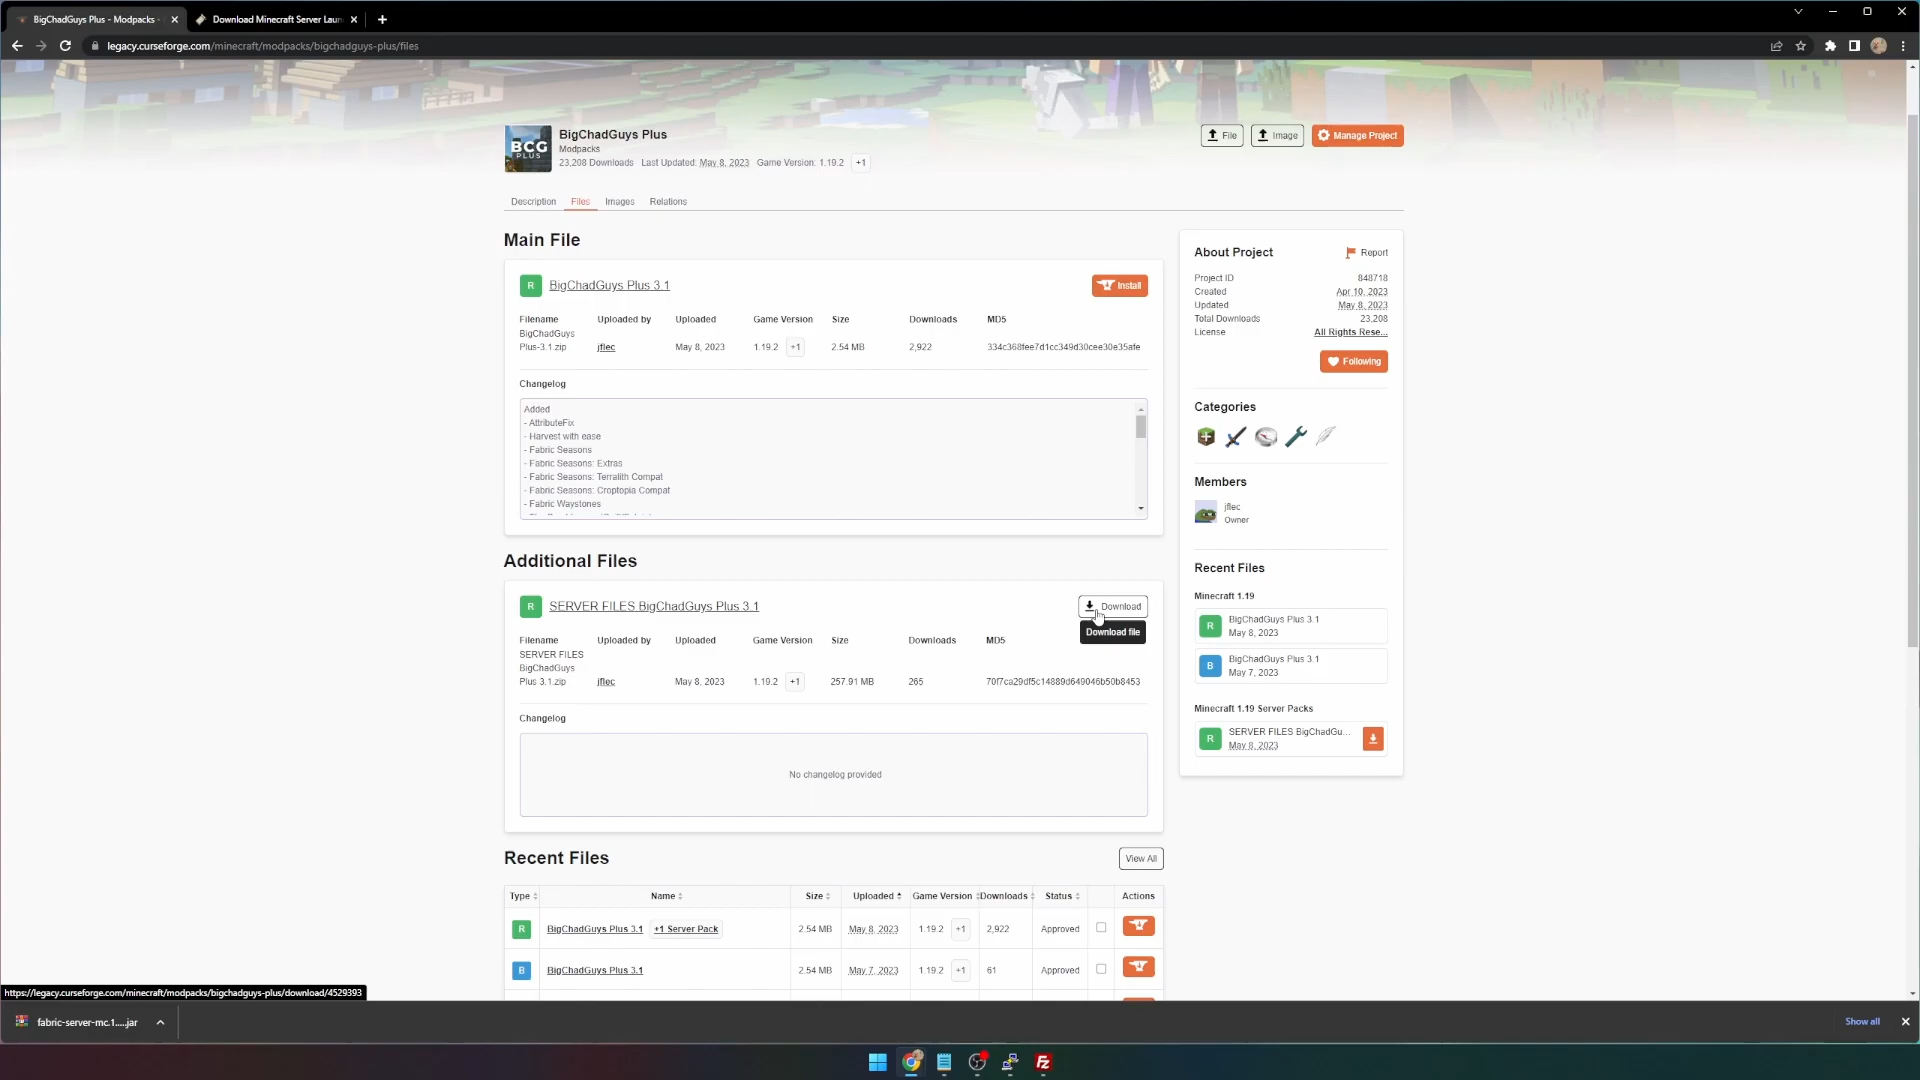 BigChadGuys Plus - Modpacks -
Download Minecraft Server Laun
legacy.curseforge.com/minecraft/modpacks/bigchadguys-plus/files
BCG
PLUS
BigChadGuys Plus
Modpacks
23,208 Downloads Last Updated: May 8, 2023 Game Version: 1.19.2 +1
File
Image
Manage Project
Description Files Images Relations
Main File
R BigChadGuys Plus 3.1
Install
Filename Uploaded by Uploaded Game Version Size Downloads MD5
BigChadGuys
Plus-3.1.zip jflec May 8, 2023 1.19.2 +1 2.54 MB 2,922 334c368fee7d1cc349d30cee30e35afe
Changelog
Added
- AttributeFix
- Harvest with ease
- Fabric Seasons
- Fabric Seasons: Extras
- Fabric Seasons: Terralith Compat
- Fabric Seasons: Croptopia Compat
- Fabric Waystones
Additional Files
R SERVER FILES BigChadGuys Plus 3.1
Download
Download file
Filename Uploaded by Uploaded Game Version Size Downloads MD5
SERVER FILES
BigChadGuys
Plus 3.1.zip jflec May 8, 2023 1.19.2 +1 257.91 MB 265 70f7ca29df5c14889d649046b50b8453
Changelog
No changelog provided
Recent Files
View All
Type Name Size Uploaded Game Version Downloads Status Actions
R BigChadGuys Plus 3.1 +1 Server Pack 2.54 MB May 8, 2023 1.19.2 +1 2,922 Approved
B BigChadGuys Plus 3.1 2.54 MB May 7, 2023 1.19.2 +1 61 Approved
About Project
Report
Project ID 848718
Created Apr 10, 2023
Updated May 8, 2023
Total Downloads 23,208
License All Rights Rese...
Following
Categories
Members
jflec
Owner
Recent Files
Minecraft 1.19
R BigChadGuys Plus 3.1
May 8, 2023
B BigChadGuys Plus 3.1
May 7, 2023
Minecraft 1.19 Server Packs
R SERVER FILES BigChadGu...
May 8, 2023
https://legacy.curseforge.com/minecraft/modpacks/bigchadguys-plus/download/4529393
fabric-server-mc.1.....jar
Show all
FZ